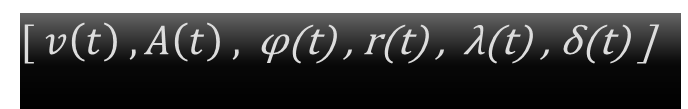 [ v(t) , A(t) , φ(t) , r(t) , λ(t) , δ(t) ]